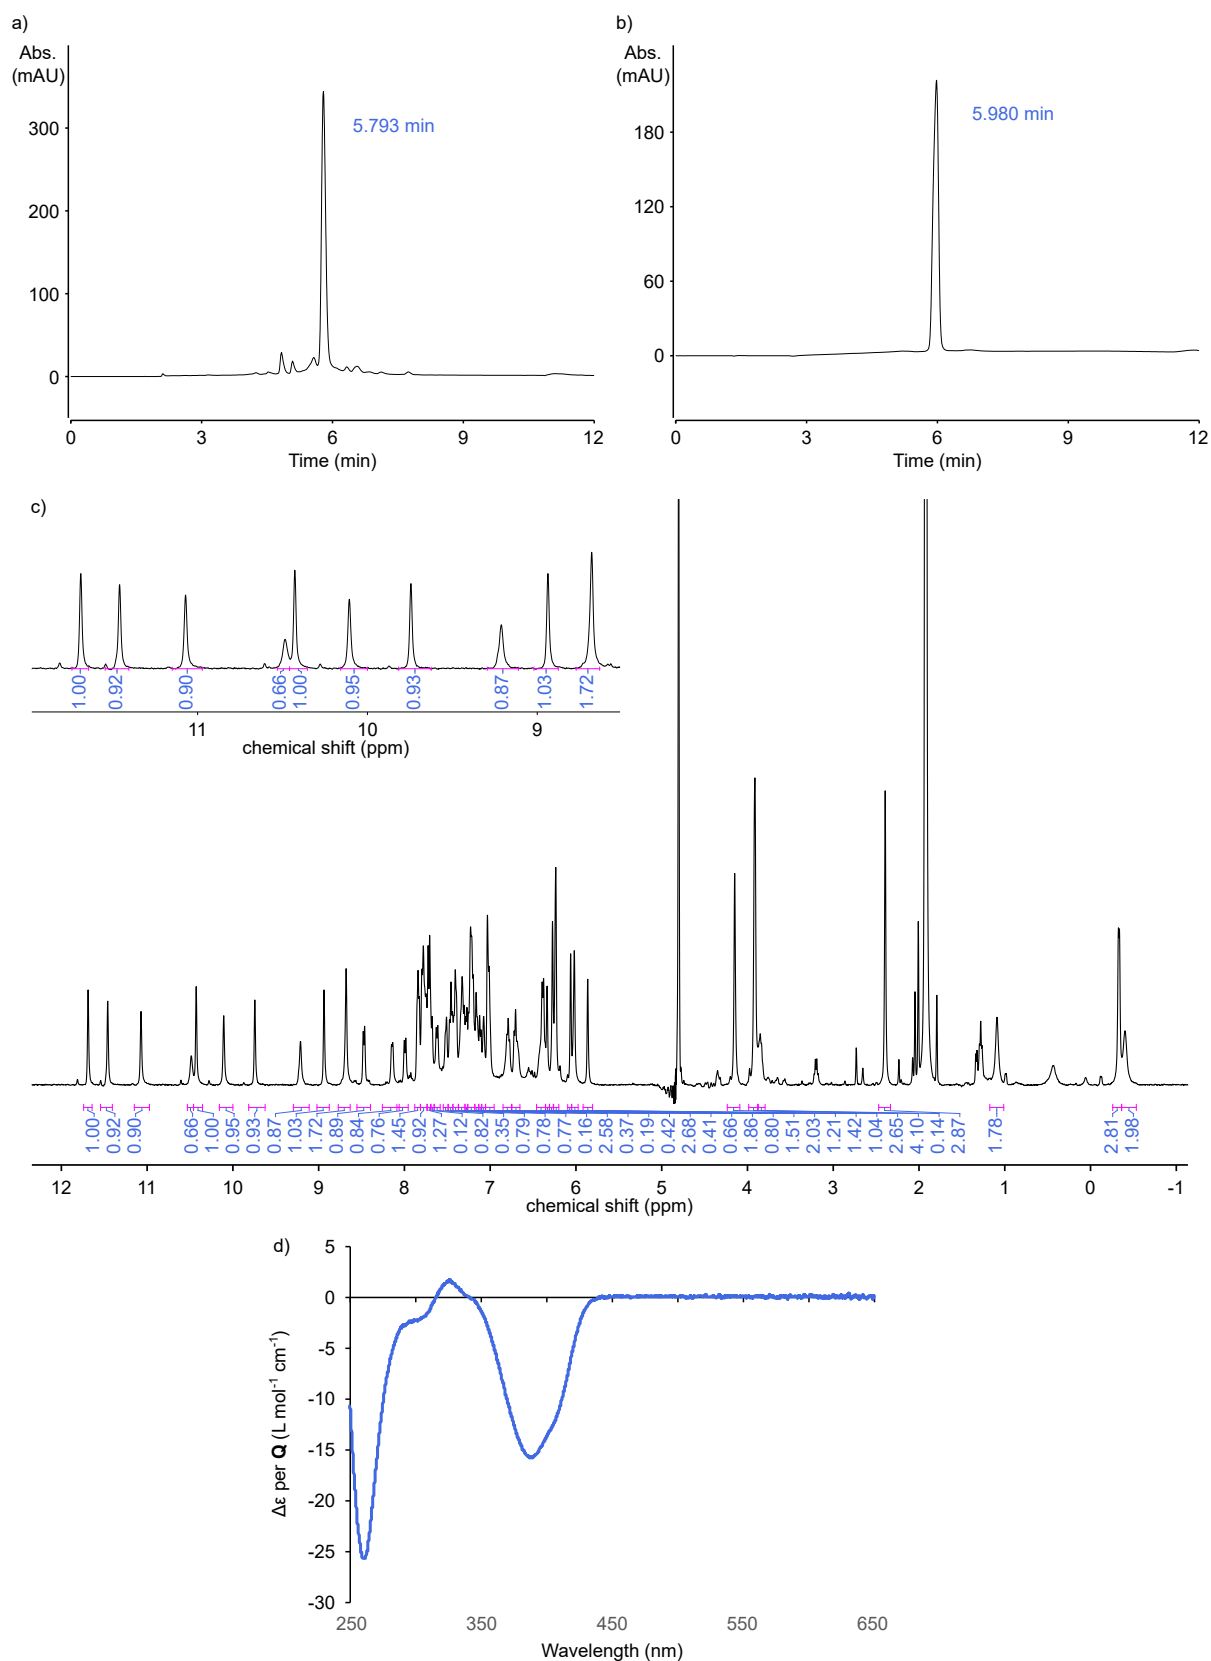 a)
Abs.
(mAU)
5.793 min
300
200
100
0
0 3 6 9 12
Time (min)
b)
Abs.
(mAU)
5.980 min
180
120
60
0
0 3 6 9 12
Time (min)
c)
1.00 0.92 0.90 0.66 1.00 0.95 0.93 0.87 1.03 1.72
11 10 9
chemical shift (ppm)
1.00 0.92 0.90 0.66 1.00 0.95 0.93 0.87 1.03 1.72 0.89 0.84 0.76 1.45 0.92 1.27 0.12 0.82 0.35 0.79 0.78 0.77 0.16 2.58 0.37 0.19 0.42 2.68 0.41 0.66 1.86 0.80 1.51 2.03 1.21 1.42 1.04 2.65 4.10 0.14 2.87 1.78 2.81 1.98
12 11 10 9 8 7 6 5 4 3 2 1 0 -1
chemical shift (ppm)
d)
5
0
-5
-10
-15
-20
-25
-30
Δε per Q (L mol-1 cm-1)
250 350 450 550 650
Wavelength (nm)